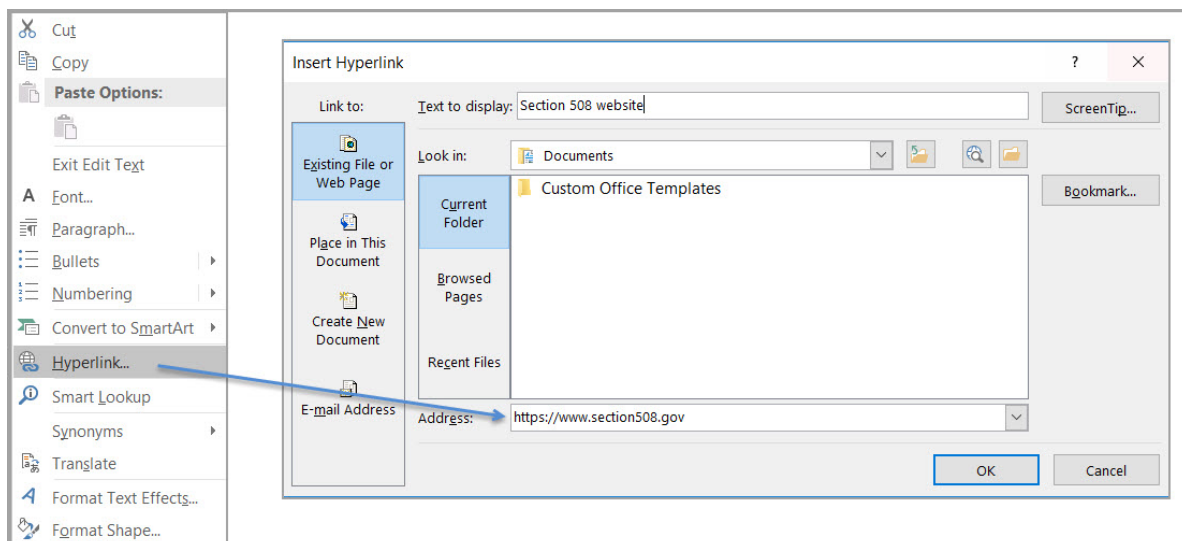 Cut
Copy
Paste Options:
Exit Edit Text
Font...
Paragraph...
Bullets
Numbering
Convert to SmartArt
Hyperlink...
Smart Lookup
Synonyms
Translate
Format Text Effects...
Format Shape...
Insert Hyperlink
?
Link to:
Text to display:
Section 508 website
ScreenTip...
Existing File or
Web Page
Place in This
Document
Create New
Document
E-mail Address
Look in:
Documents
Current
Folder
Browsed
Pages
Recent Files
Custom Office Templates
Bookmark...
Address:
https://www.section508.gov
OK
Cancel